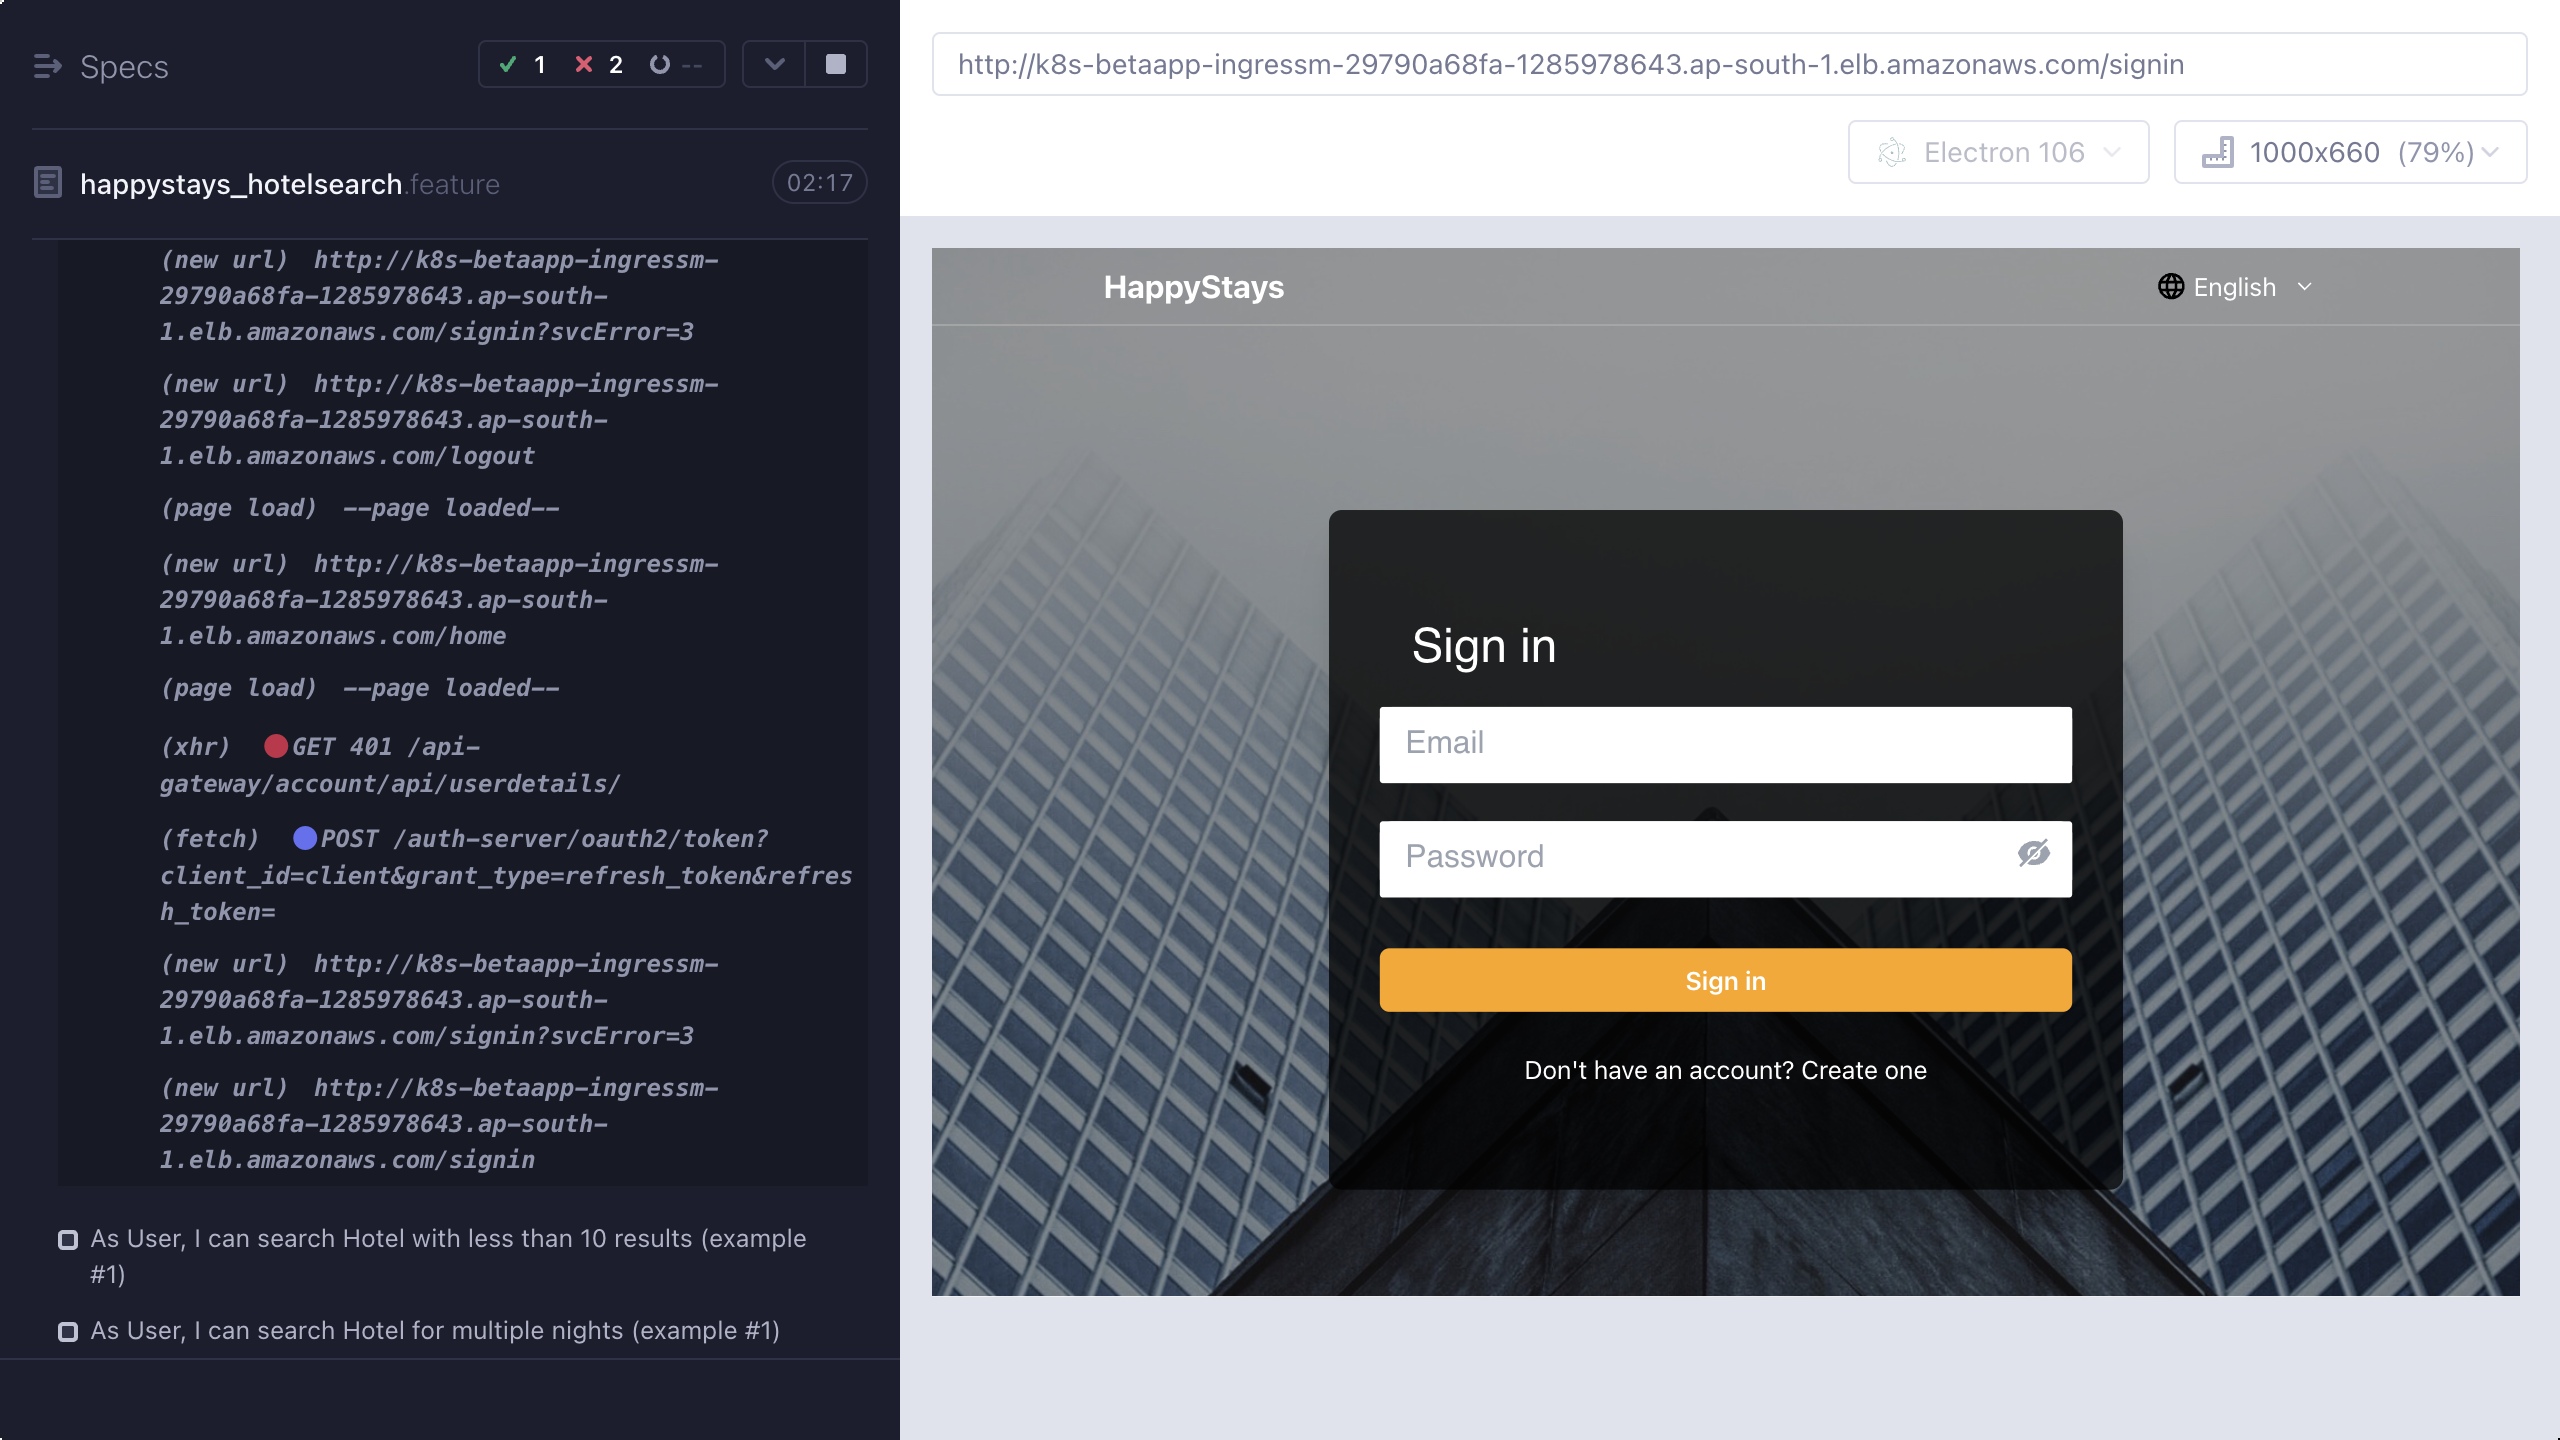 Specs
1 2 --
happystays_hotelsearch.feature 02:17
(new url) http://k8s-betaapp-ingressm-
29790a68fa-1285978643.ap-south-
1.elb.amazonaws.com/signin?svcError=3
(new url) http://k8s-betaapp-ingressm-
29790a68fa-1285978643.ap-south-
1.elb.amazonaws.com/logout
(page load) --page loaded--
(new url) http://k8s-betaapp-ingressm-
29790a68fa-1285978643.ap-south-
1.elb.amazonaws.com/home
(page load) --page loaded--
(xhr) GET 401 /api-
gateway/account/api/userdetails/
(fetch) POST /auth-server/oauth2/token?
client_id=client&grant_type=refresh_token&refres
h_token=
(new url) http://k8s-betaapp-ingressm-
29790a68fa-1285978643.ap-south-
1.elb.amazonaws.com/signin?svcError=3
(new url) http://k8s-betaapp-ingressm-
29790a68fa-1285978643.ap-south-
1.elb.amazonaws.com/signin
As User, I can search Hotel with less than 10 results (example
#1)
As User, I can search Hotel for multiple nights (example #1)
http://k8s-betaapp-ingressm-29790a68fa-1285978643.ap-south-1.elb.amazonaws.com/signin
Electron 106
1000x660 (79%)
HappyStays
English
Sign in
Email
Password
Sign in
Don't have an account? Create one